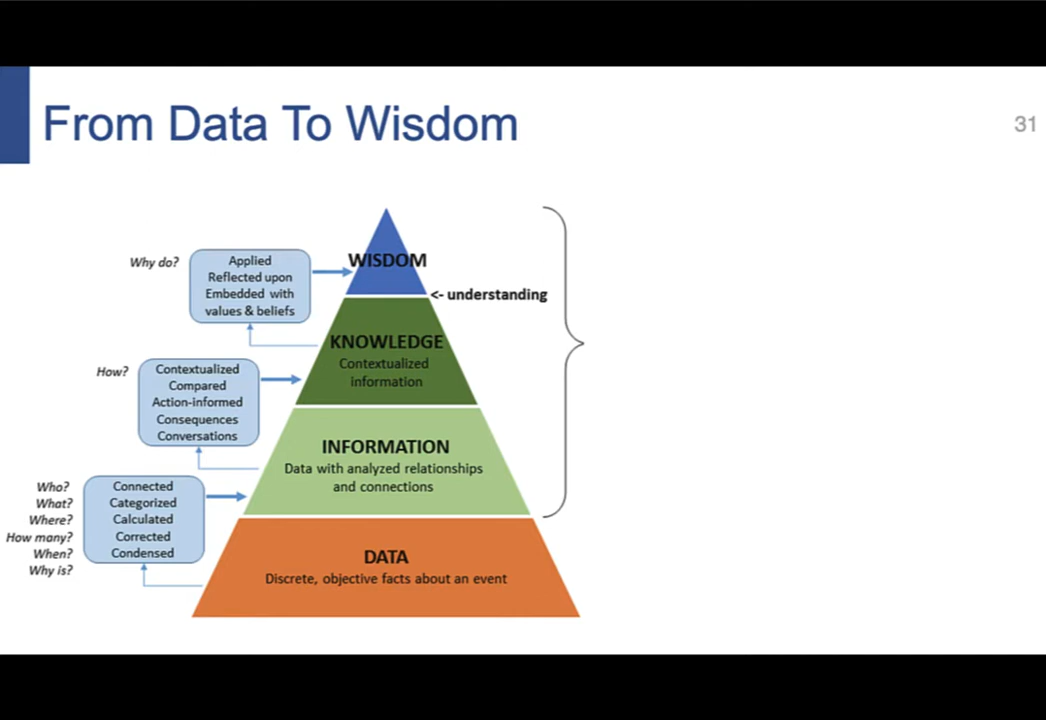 From Data To Wisdom
31
Why do?
Applied
Reflected upon
Embedded with
values & beliefs
WISDOM
<- understanding
How?
Contextualized
Compared
Action-informed
Consequences
Conversations
KNOWLEDGE
Contextualized
information
Who?
What?
Where?
How many?
When?
Why is?
Connected
Categorized
Calculated
Corrected
Condensed
INFORMATION
Data with analyzed relationships
and connections
DATA
Discrete, objective facts about an event